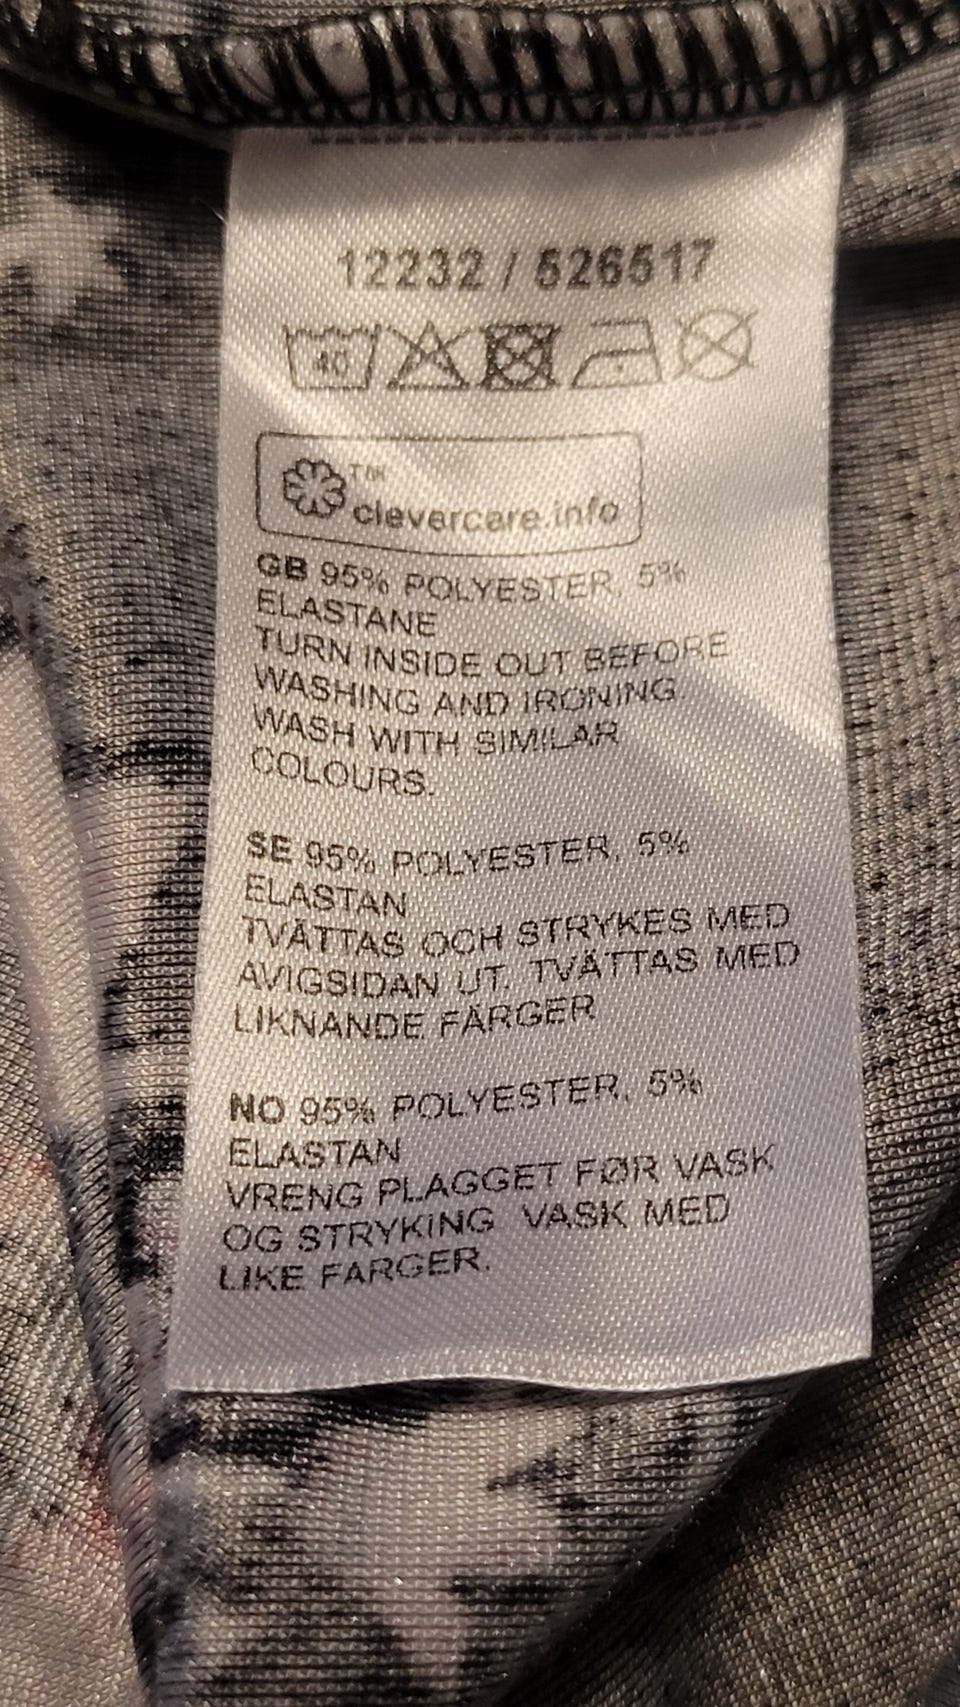 12232 / 526517
40
TM
clevercare.info
GB 95% POLYESTER, 5%
ELASTANE
TURN INSIDE OUT BEFORE
WASHING AND IRONING
WASH WITH SIMILAR
COLOURS.
SE 95% POLYESTER, 5%
ELASTAN
TVÄTTAS OCH STRYKES MED
AVIGSIDAN UT. TVÄTTAS MED
LIKNANDE FÄRGER
NO 95% POLYESTER, 5%
ELASTAN
VRENG PLAGGET FØR VASK
OG STRYKING VASK MED
LIKE FARGER.